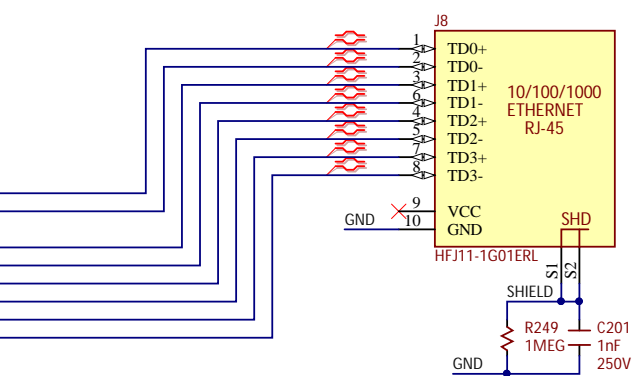 J8
1 TD0+
2 TD0-
3 TD1+
6 TD1-
4 TD2+
5 TD2-
7 TD3+
8 TD3-
10/100/1000
ETHERNET
RJ-45
9 VCC
GND 10 GND
SHD
HFJ11-1G01ERL
S1 S2
SHIELD
R249 C201
1MEG 1nF
250V
GND